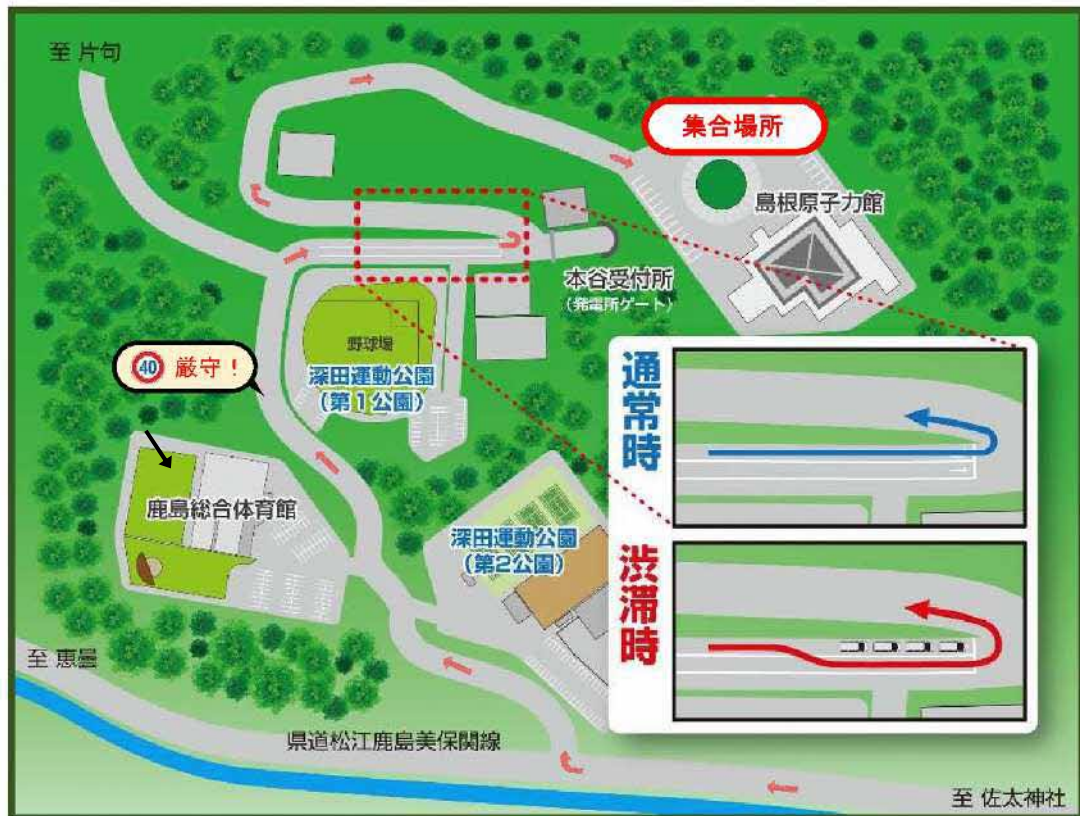 至 片句
集合場所
島根原子力館
本谷受付所
(発電所ゲート)
野球場
深田運動公園
(第1公園)
40 厳守!
鹿島総合体育館
深田運動公園
(第2公園)
通常時
渋滞時
至 恵曇
県道松江鹿島美保関線
至 佐太神社